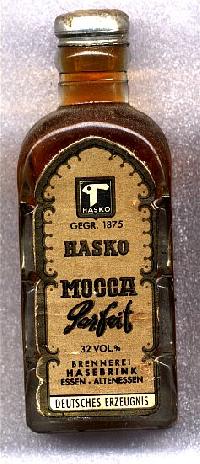 HASKO
GEGR. 1875
HASKO
MOCCA
Parfait
32 VOL%
BRENNEREI
HASEBRINK
ESSEN - ALTENESSEN
DEUTSCHES ERZEUGNIS